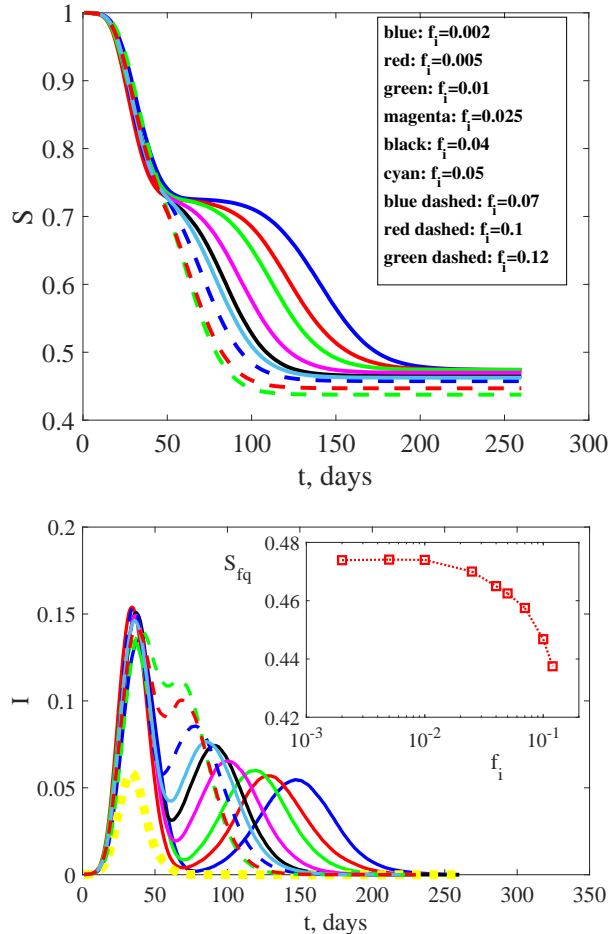 1
0.9
0.8
0.7
0.6
0.5
0.4
S
0 50 100 150 200 250 300
t, days
blue: f_i=0.002
red: f_i=0.005
green: f_i=0.01
magenta: f_i=0.025
black: f_i=0.04
cyan: f_i=0.05
blue dashed: f_i=0.07
red dashed: f_i=0.1
green dashed: f_i=0.12
0.2
0.15
0.1
0.05
0
I
0 50 100 150 200 250 300 350
t, days
S_fq
0.48
0.46
0.44
0.42
10^-3 10^-2 10^-1
f_i